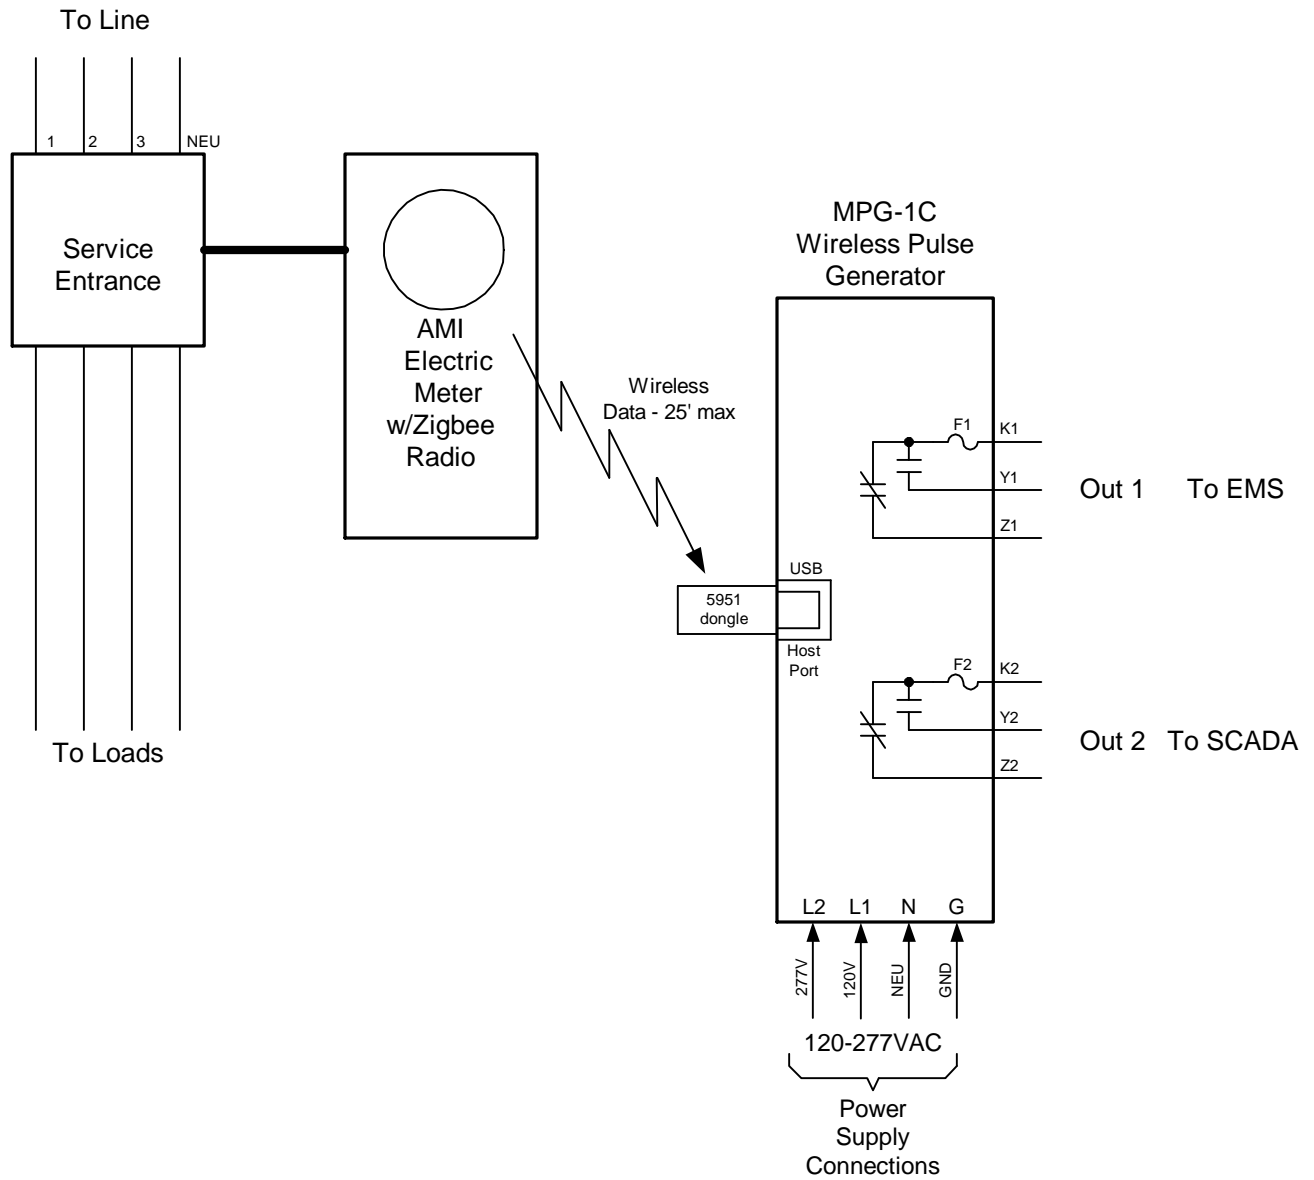 To Line
1
2
3
NEU
Service
Entrance
AMI
Electric
Meter
w/Zigbee
Radio
Wireless
Data - 25' max
MPG-1C
Wireless Pulse
Generator
F1
K1
Y1
Z1
Out 1
To EMS
USB
5951
dongle
Host
Port
F2
K2
Y2
Z2
Out 2
To SCADA
To Loads
L2
L1
N
G
277V
120V
NEU
GND
120-277VAC
Power
Supply
Connections